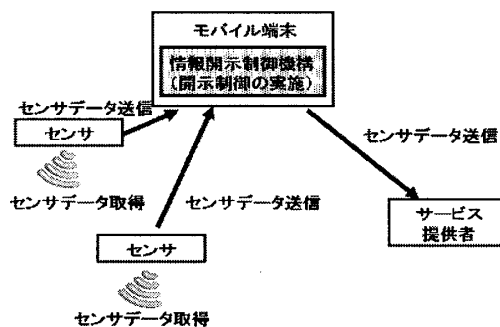 モバイル端末
情報開示制御機構
(開示制御の実施)
センサデータ送信
センサ
センサデータ取得
センサデータ送信
センサデータ送信
センサ
サービス
提供者
センサデータ取得